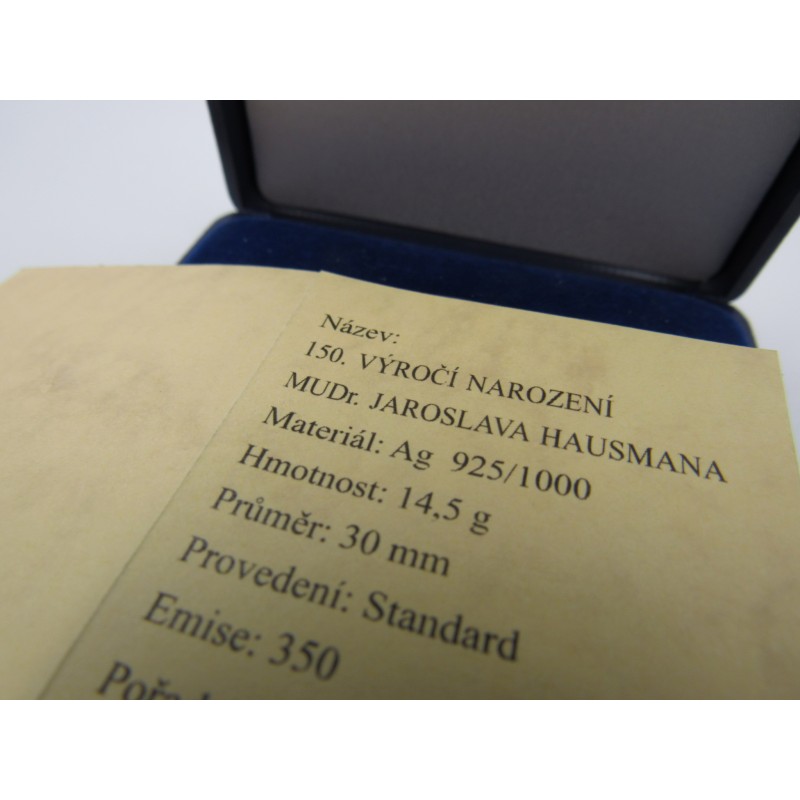 Název:
150. VÝROČÍ NAROZENÍ
MUDr. JAROSLAVA HAUSMANA
Materiál: Ag 925/1000
Hmotnost: 14,5 g
Průměr: 30 mm
Provedení: Standard
Emise: 350